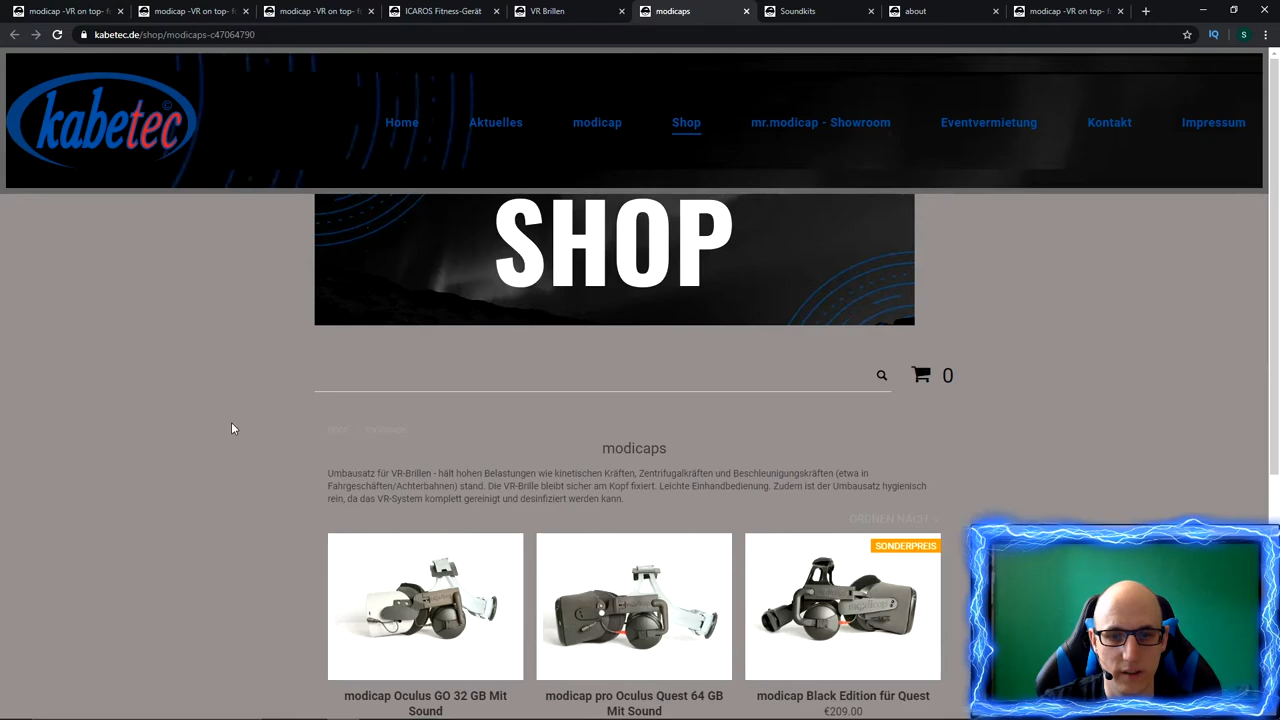 modicap -VR on top- f
modicap -VR on top- f
modicap -VR on top- f
ICAROS Fitness-Gerät
VR Brillen
modicaps
Soundkits
about
modicap -VR on top- f
kabetec.de/shop/modicaps-c47064790
IQ
S
kabetec ©
Home
Aktuelles
modicap
Shop
mr.modicap - Showroom
Eventvermietung
Kontakt
Impressum
SHOP
0
modicaps
Umbausatz für VR-Brillen - hält hohen Belastungen wie kinetischen Kräften, Zentrifugalkräften und Beschleunigungskräften (etwa in
Fahrgeschäften/Achterbahnen) stand. Die VR-Brille bleibt sicher am Kopf fixiert. Leichte Einhandbedienung. Zudem ist der Umbausatz hygienisch
rein, da das VR-System komplett gereinigt und desinfiziert werden kann.
ORDNEN NACH
SONDERPREIS
modicap Oculus GO 32 GB Mit
Sound
modicap pro Oculus Quest 64 GB
Mit Sound
modicap Black Edition für Quest
€209.00